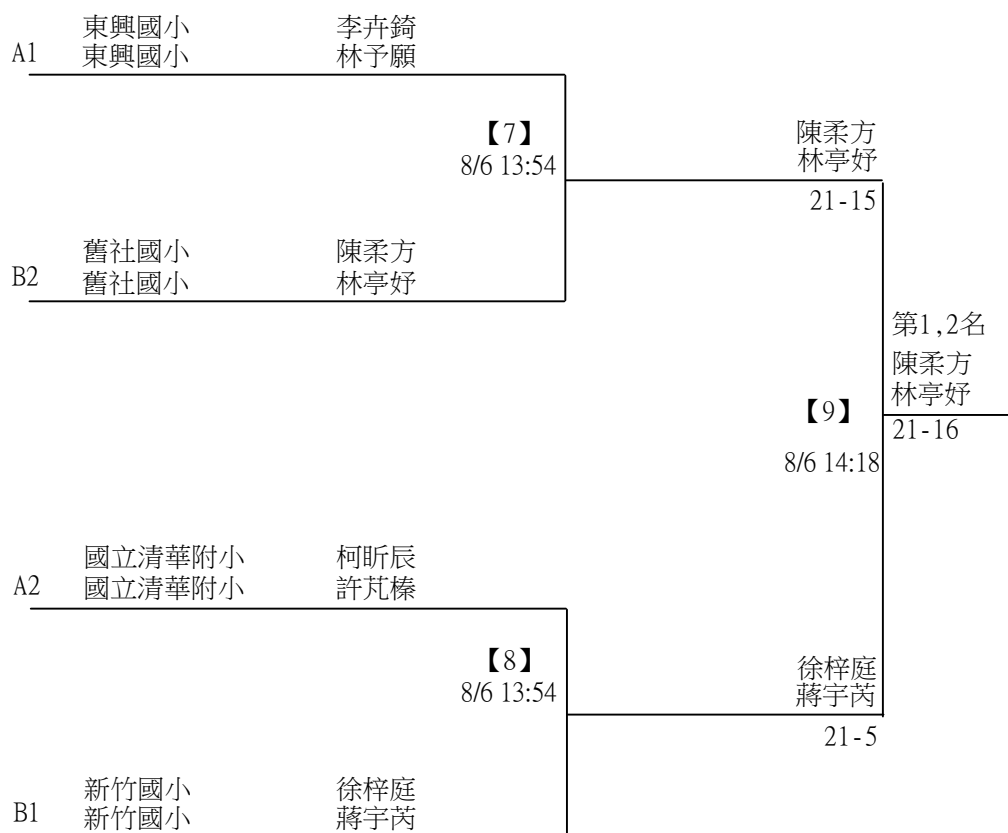 東興國小 李卉錡
A1 東興國小 林予願
【7】
8/6 13:54
陳柔方
林亭妤
21-15
舊社國小 陳柔方
B2 舊社國小 林亭妤
第1,2名
陳柔方
林亭妤
【9】
21-16
8/6 14:18
國立清華附小 柯昕辰
A2 國立清華附小 許芃榛
【8】
8/6 13:54
徐梓庭
蔣宇芮
21-5
新竹國小 徐梓庭
B1 新竹國小 蔣宇芮